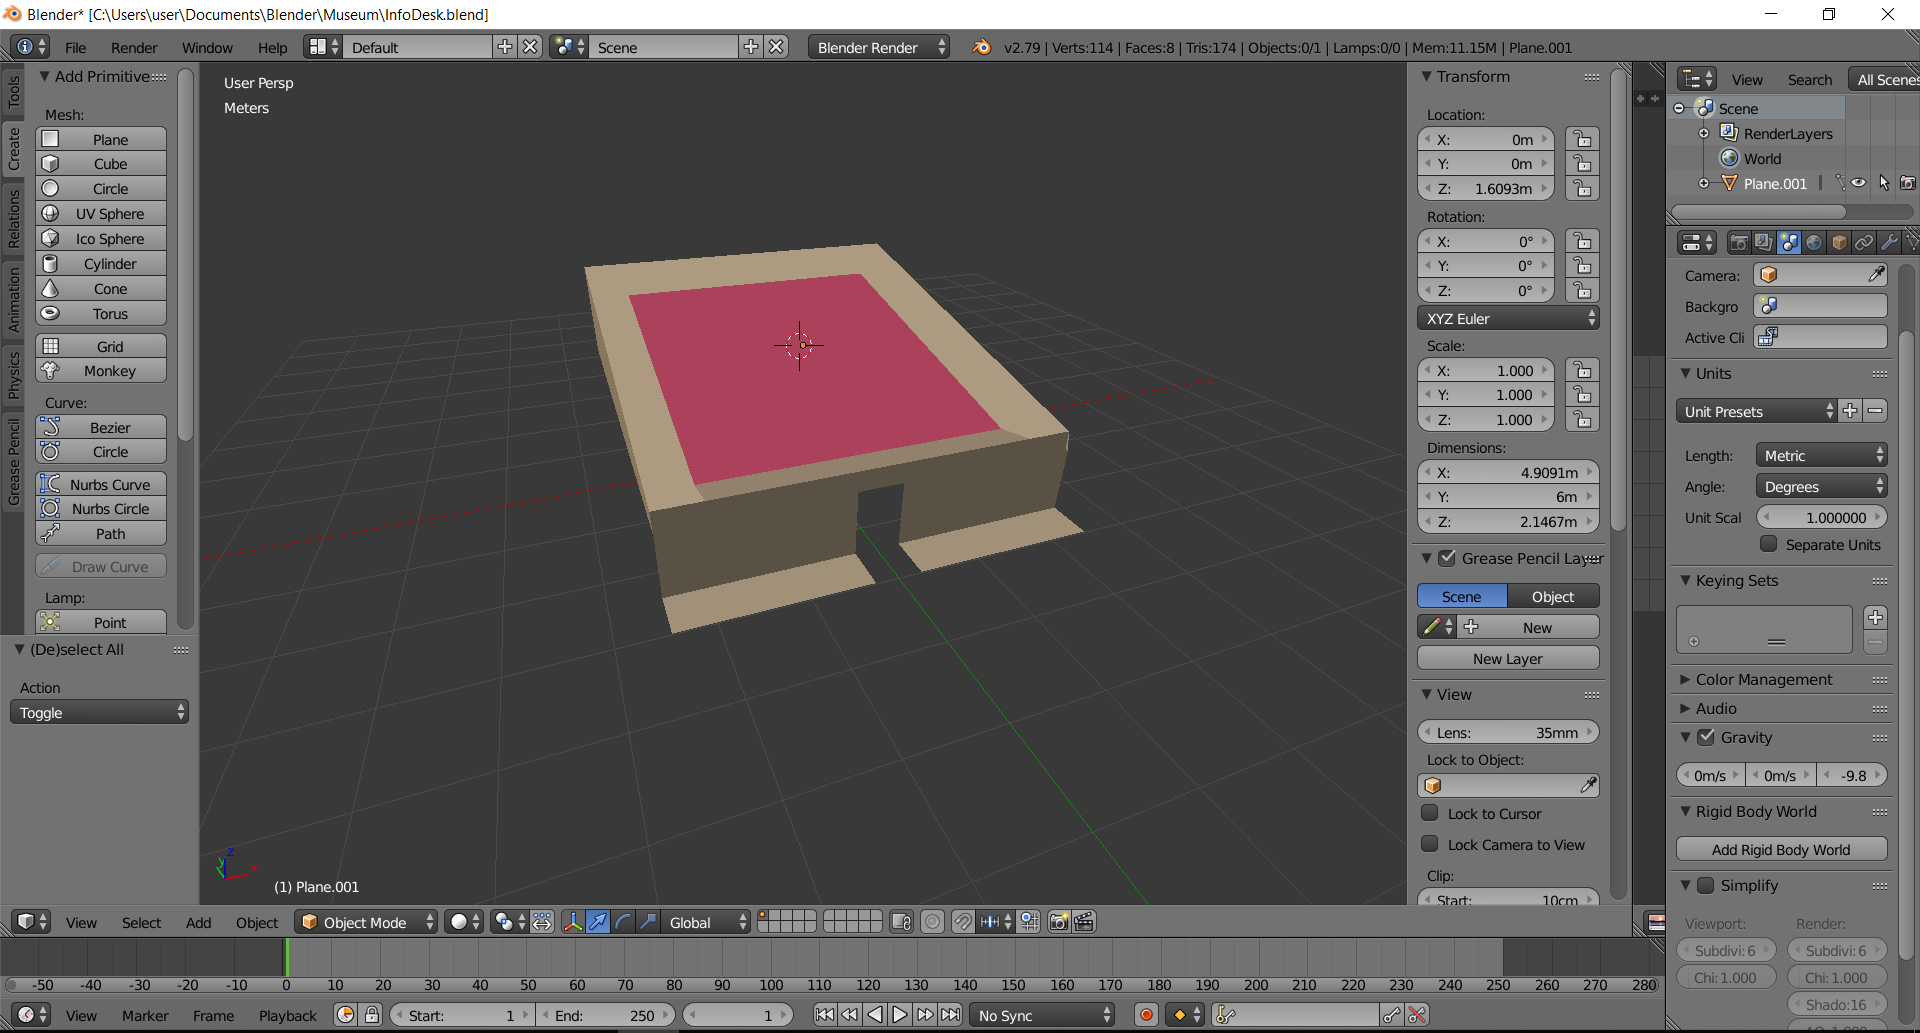 Blender* [C:\Users\user\Documents\Blender\Museum\InfoDesk.blend]
File Render Window Help Default Scene Blender Render v2.79 | Verts:114 | Faces:8 | Tris:174 | Objects:0/1 | Lamps:0/0 | Mem:11.15M | Plane.001
Tools
Create
Relations
Animation
Physics
Grease Pencil
Add Primitive
Mesh:
Plane
Cube
Circle
UV Sphere
Ico Sphere
Cylinder
Cone
Torus
Grid
Monkey
Curve:
Bezier
Circle
Nurbs Curve
Nurbs Circle
Path
Draw Curve
Lamp:
Point
(De)select All
Action
Toggle
User Persp
Meters
z
y
x
(1) Plane.001
Transform
Location:
X: 0m
Y: 0m
Z: 1.6093m
Rotation:
X: 0°
Y: 0°
Z: 0°
XYZ Euler
Scale:
X: 1.000
Y: 1.000
Z: 1.000
Dimensions:
X: 4.9091m
Y: 6m
Z: 2.1467m
Grease Pencil Layer
Scene Object
New
New Layer
View
Lens: 35mm
Lock to Object:
Lock to Cursor
Lock Camera to View
Clip:
Start: 10cm
View Search All Scenes
Scene
RenderLayers
World
Plane.001
Camera:
Backgro
Active Cli
Units
Unit Presets
Length: Metric
Angle: Degrees
Unit Scal 1.000000
Separate Units
Keying Sets
Color Management
Audio
Gravity
0m/s 0m/s -9.8
Rigid Body World
Add Rigid Body World
Simplify
Viewport: Render:
Subdivi: 6 Subdivi: 6
Chi: 1.000 Chi: 1.000
Shado:16
View Select Add Object Object Mode Global
-50 -40 -30 -20 -10 0 10 20 30 40 50 60 70 80 90 100 110 120 130 140 150 160 170 180 190 200 210 220 230 240 250 260 270 280
View Marker Frame Playback Start: 1 End: 250 1 No Sync